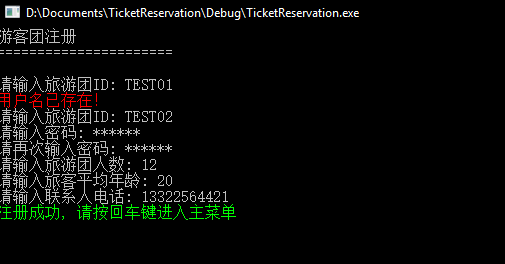 D:\Documents\TicketReservation\Debug\TicketReservation.exe
游客团注册
=====================
请输入旅游团ID: TEST01
用户名已存在!
请输入旅游团ID: TEST02
请输入密码: ******
请再次输入密码: ******
请输入旅游团人数: 12
请输入旅客平均年龄: 20
请输入联系人电话: 13322564421
注册成功, 请按回车键进入主菜单